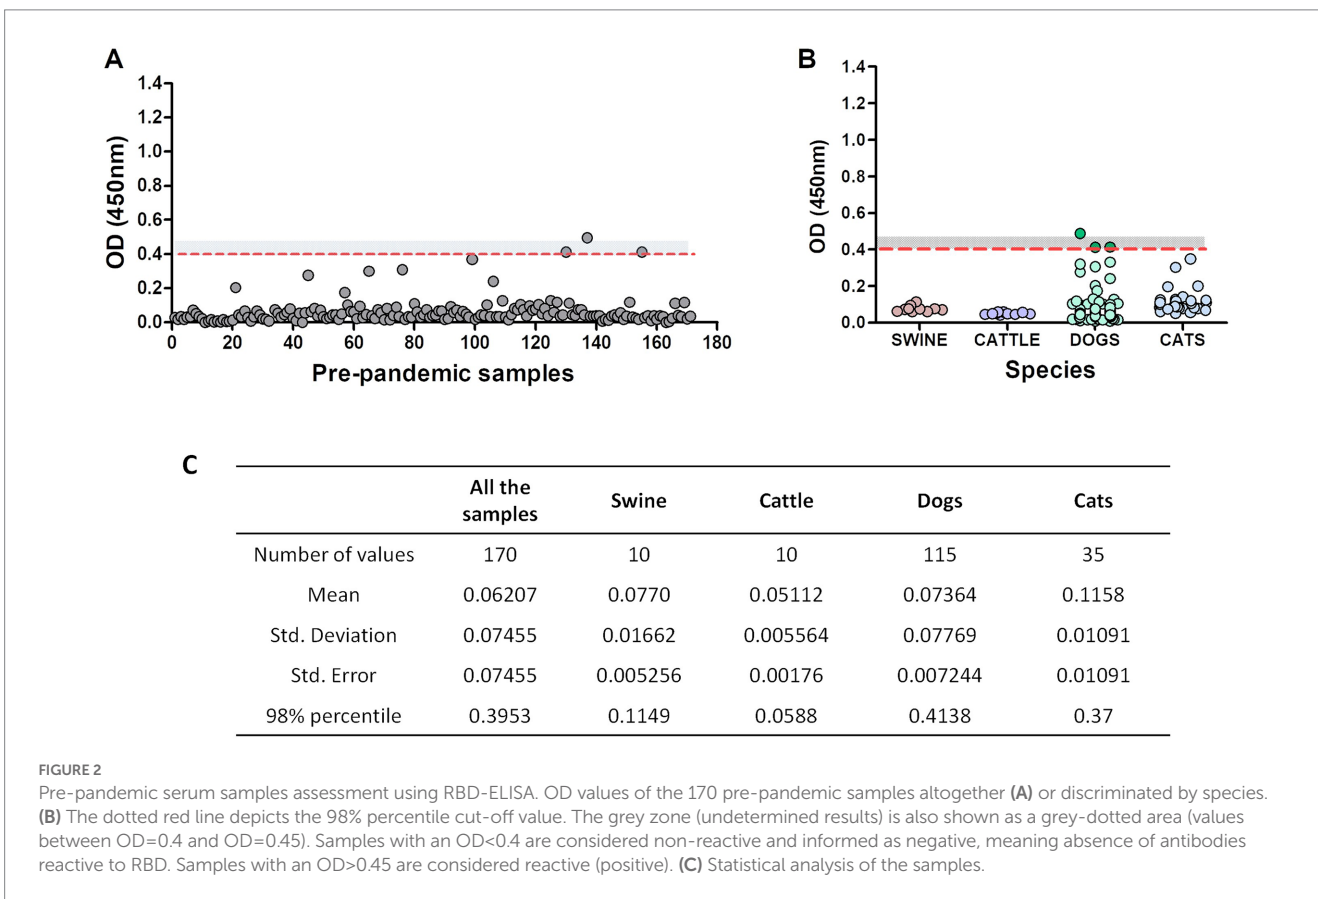 A
1.4
1.2
1.0
0.8
0.6
0.4
0.2
0.0
OD (450nm)
0 20 40 60 80 100 120 140 160 180
Pre-pandemic samples
B
1.4
1.2
1.0
0.8
0.6
0.4
0.2
0.0
OD (450nm)
SWINE CATTLE DOGS CATS
Species
C
All the samples Swine Cattle Dogs Cats
Number of values 170 10 10 115 35
Mean 0.06207 0.0770 0.05112 0.07364 0.1158
Std. Deviation 0.07455 0.01662 0.005564 0.07769 0.01091
Std. Error 0.07455 0.005256 0.00176 0.007244 0.01091
98% percentile 0.3953 0.1149 0.0588 0.4138 0.37
FIGURE 2
Pre-pandemic serum samples assessment using RBD-ELISA. OD values of the 170 pre-pandemic samples altogether (A) or discriminated by species.
(B) The dotted red line depicts the 98% percentile cut-off value. The grey zone (undetermined results) is also shown as a grey-dotted area (values
between OD=0.4 and OD=0.45). Samples with an OD<0.4 are considered non-reactive and informed as negative, meaning absence of antibodies
reactive to RBD. Samples with an OD>0.45 are considered reactive (positive). (C) Statistical analysis of the samples.